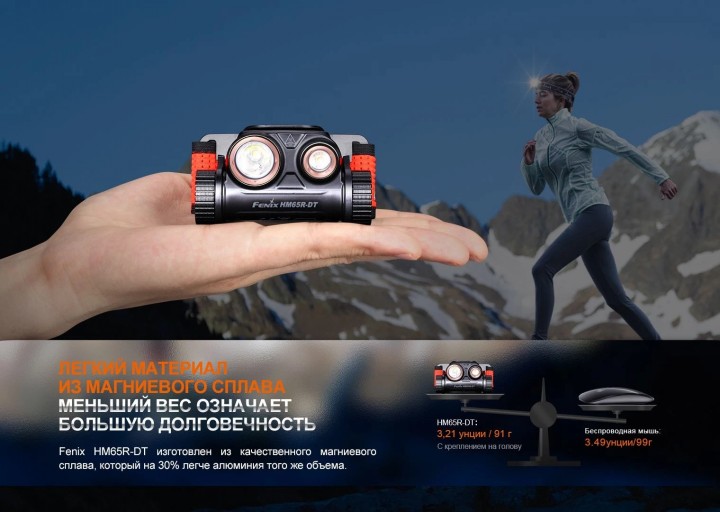 FENIX HM65R-DT
ЛЕГКИЙ МАТЕРИАЛ
ИЗ МАГНИЕВОГО СПЛАВА
МЕНЬШИЙ ВЕС ОЗНАЧАЕТ
БОЛЬШУЮ ДОЛГОВЕЧНОСТЬ
Fenix HM65R-DT изготовлен из качественного магниевого
сплава, который на 30% легче алюминия того же объема.
HM65R-DT:
3,21 унции / 91 г
С креплением на голову
Беспроводная мышь:
3,49унции/99г